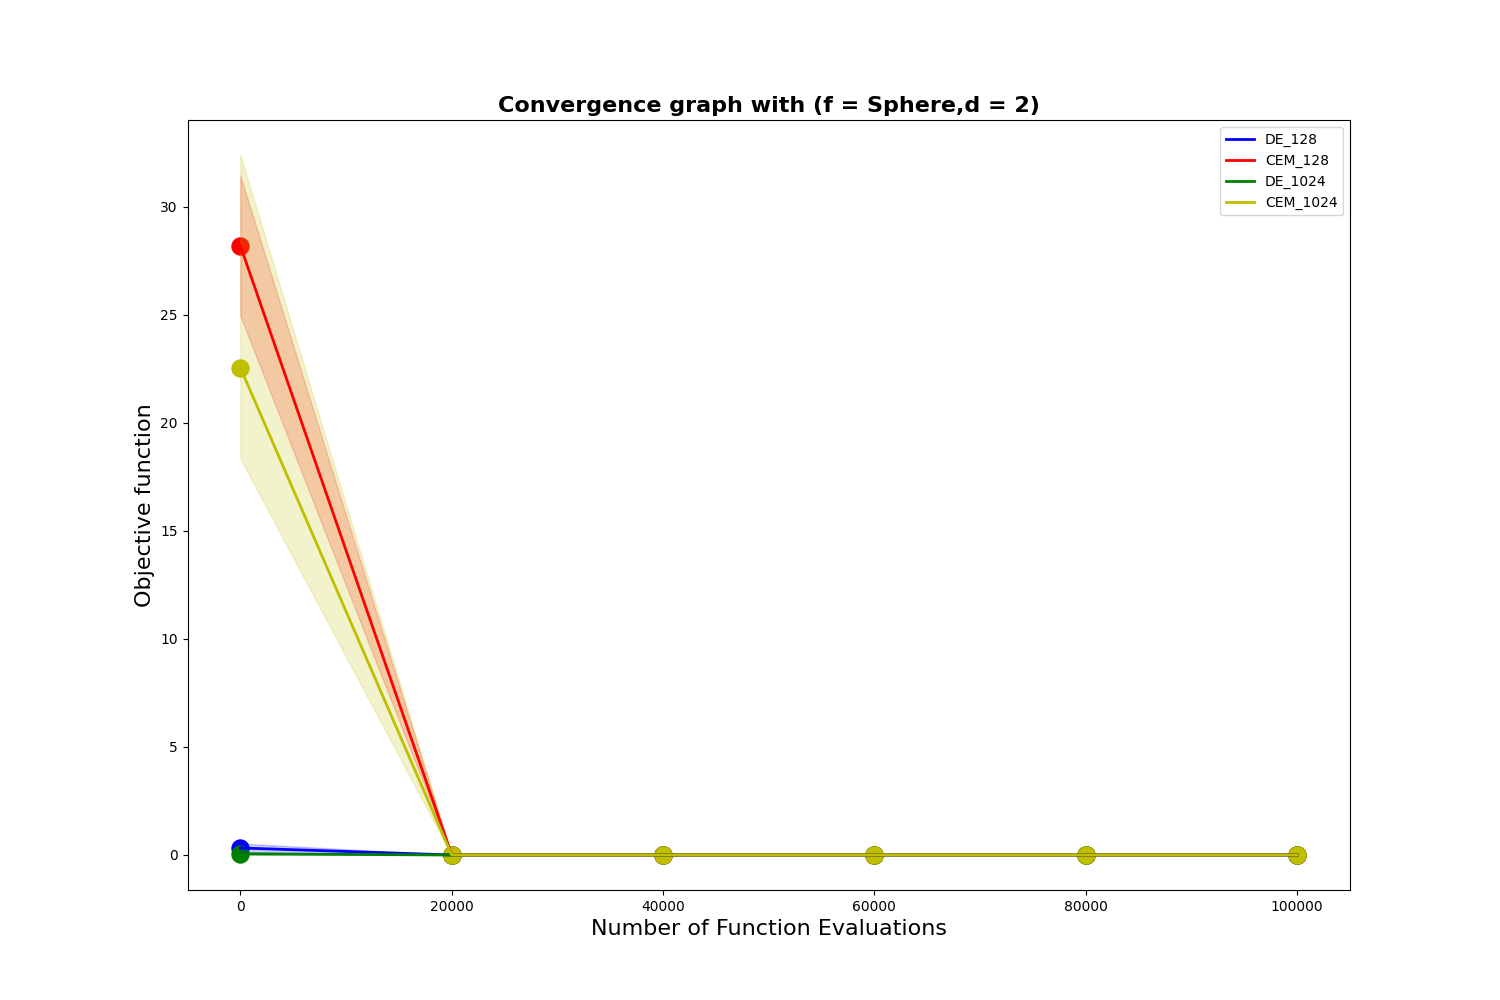 Convergence graph with (f = Sphere,d = 2)
DE_128
CEM_128
DE_1024
CEM_1024
Objective function
30
25
20
15
10
5
0
0 20000 40000 60000 80000 100000
Number of Function Evaluations